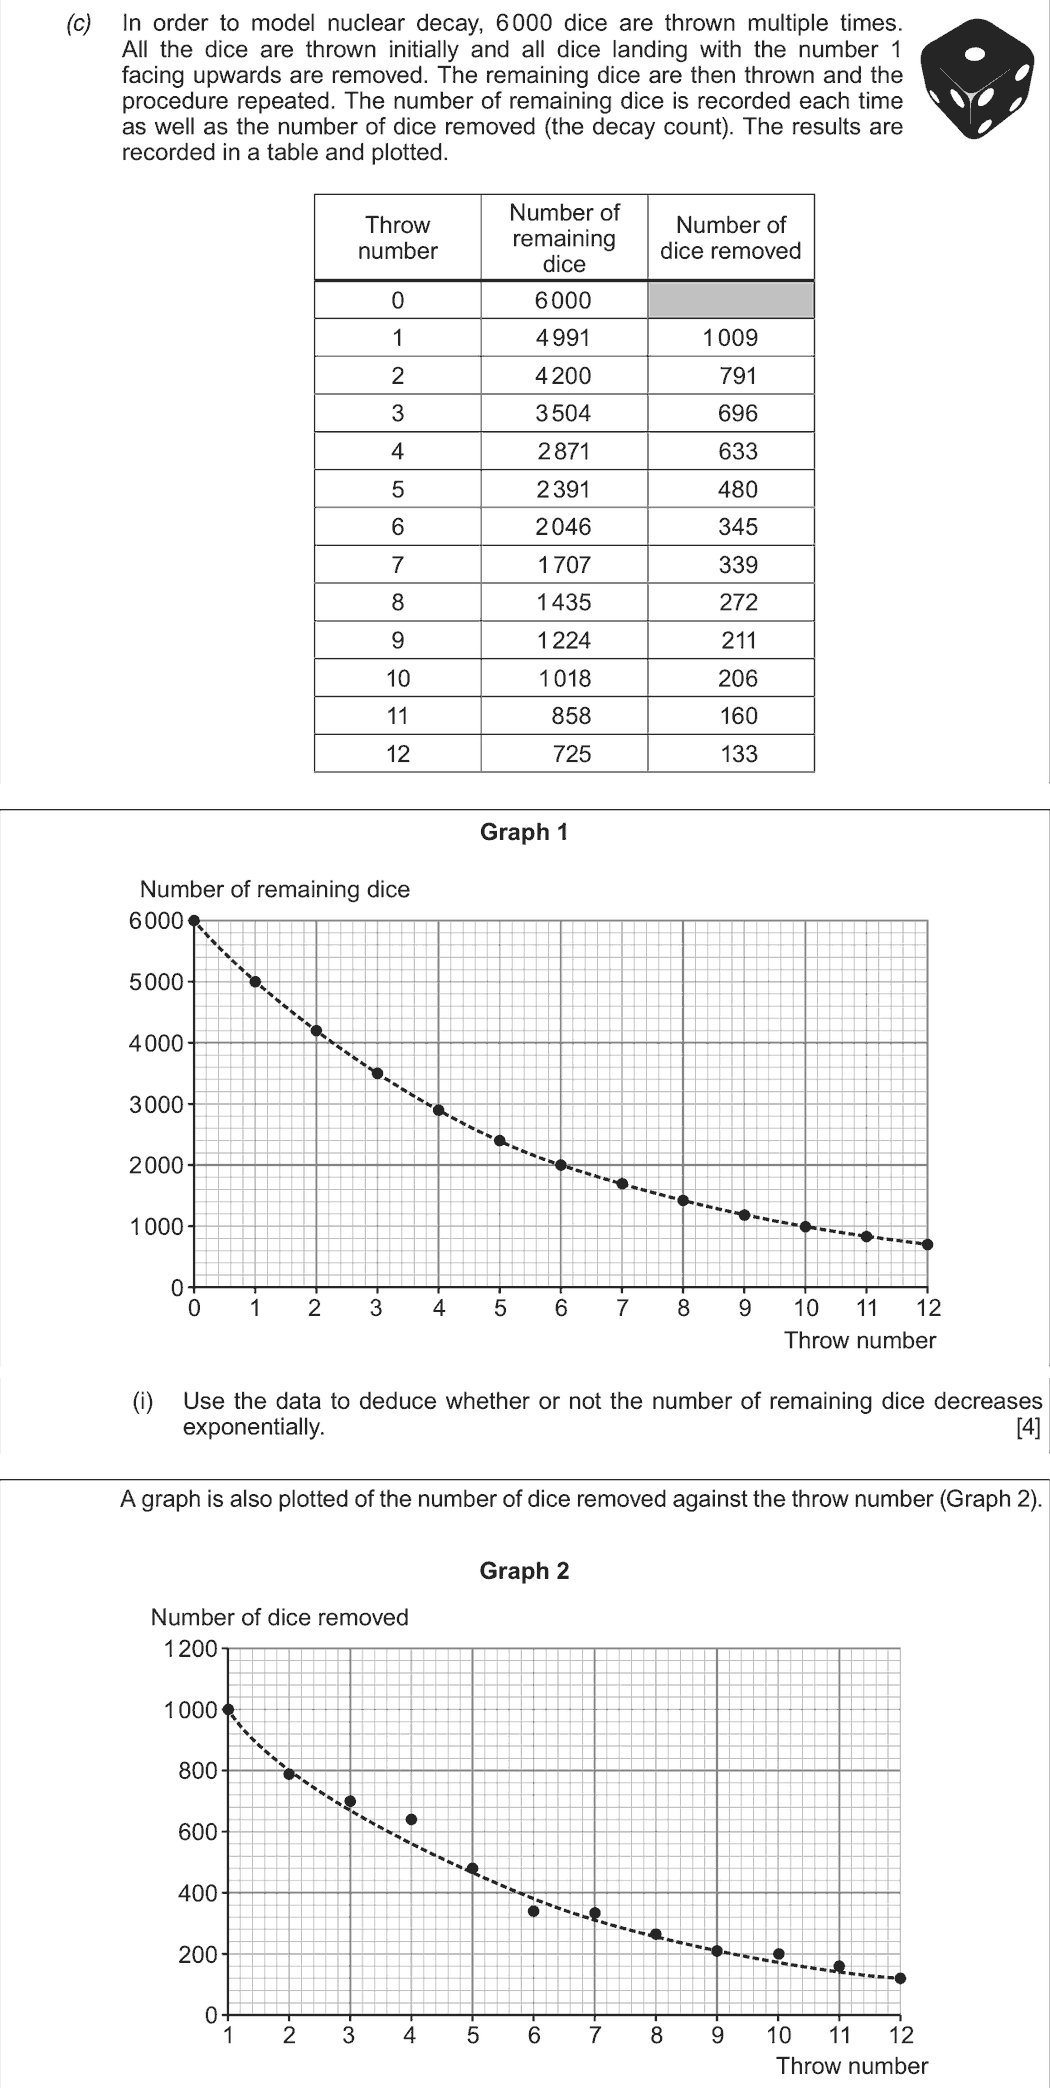 (c) In order to model nuclear decay, 6000 dice are thrown multiple times.
All the dice are thrown initially and all dice landing with the number 1
facing upwards are removed. The remaining dice are then thrown and the
procedure repeated. The number of remaining dice is recorded each time
as well as the number of dice removed (the decay count). The results are
recorded in a table and plotted.
Throw number Number of remaining dice Number of dice removed
0 6000
1 4991 1009
2 4200 791
3 3504 696
4 2871 633
5 2391 480
6 2046 345
7 1707 339
8 1435 272
9 1224 211
10 1018 206
11 858 160
12 725 133
Graph 1
Number of remaining dice
6000
5000
4000
3000
2000
1000
0
0 1 2 3 4 5 6 7 8 9 10 11 12
Throw number
(i) Use the data to deduce whether or not the number of remaining dice decreases
exponentially. [4]
A graph is also plotted of the number of dice removed against the throw number (Graph 2).
Graph 2
Number of dice removed
1200
1000
800
600
400
200
0
1 2 3 4 5 6 7 8 9 10 11 12
Throw number